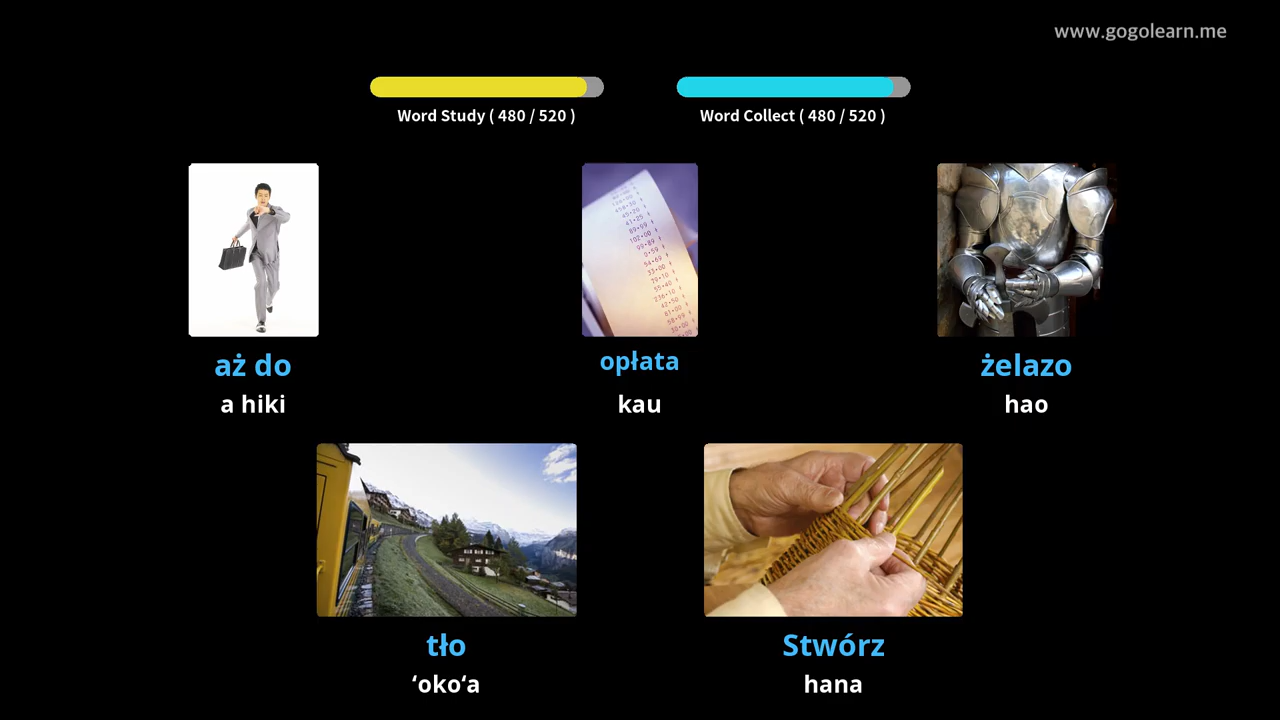 www.gogolearn.me
Word Study ( 480 / 520 )
Word Collect ( 480 / 520 )
aż do
opłata
żelazo
a hiki
kau
hao
tło
Stwórz
ʻokoʻa
hana